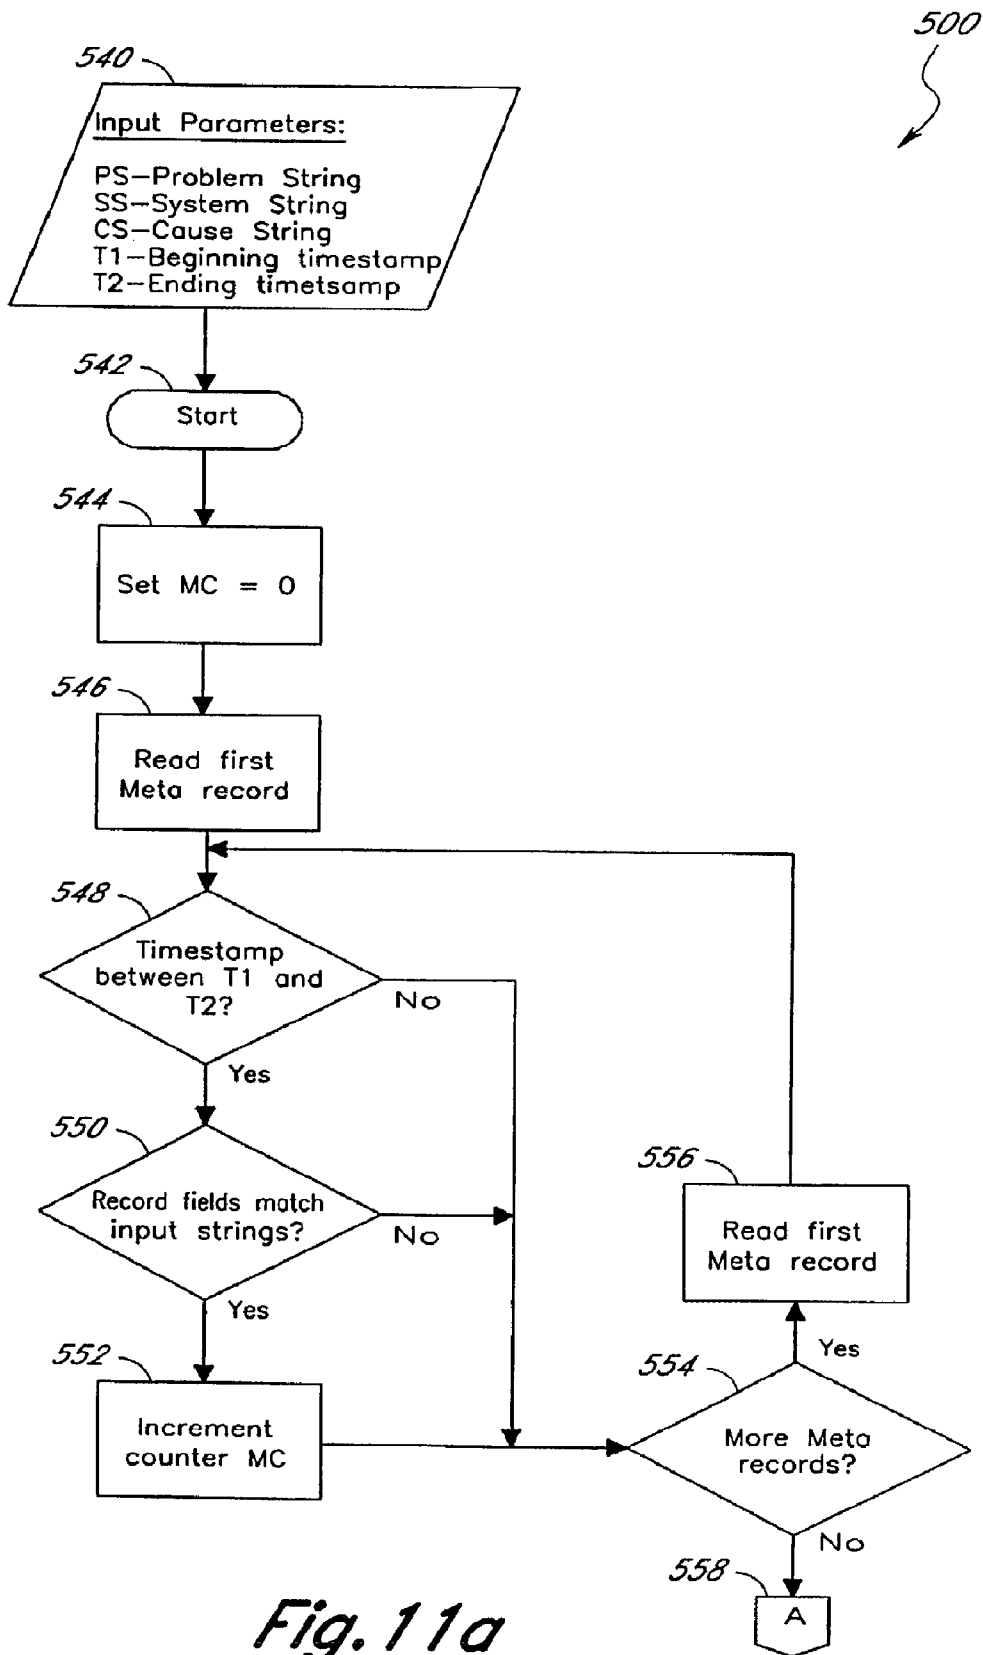 500
540
Input Parameters:
PS-Problem String
SS-System String
CS-Cause String
T1-Beginning timestamp
T2-Ending timetsamp
542
Start
544
Set MC = 0
546
Read first
Meta record
548
Timestamp
between T1 and
T2?
No
Yes
550
Record fields match
input strings?
No
Yes
552
Increment
counter MC
556
Read first
Meta record
Yes
554
More Meta
records?
No
558
A
Fig. 11a